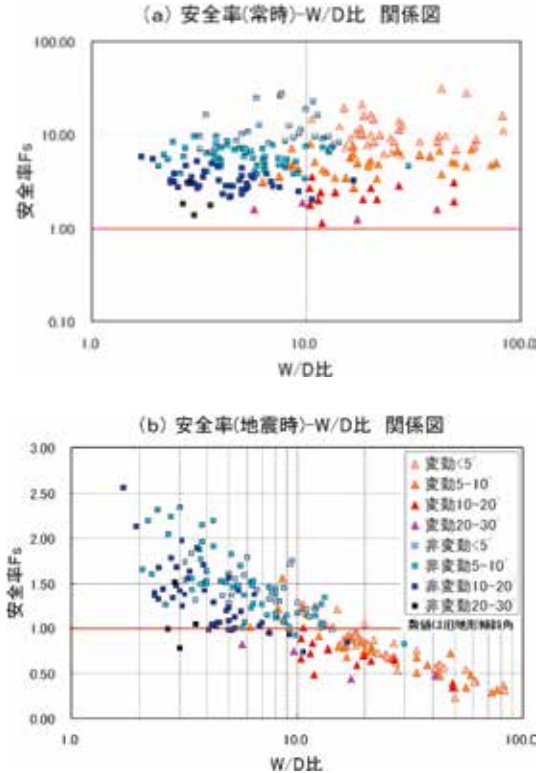 (a) 安全率(常時)-W/D比 関係図
100.00
10.00
1.00
0.10
安全率Fs
1.0
10.0
100.0
W/D比
(b) 安全率(地震時)-W/D比 関係図
3.00
2.50
2.00
1.50
1.00
0.50
0.00
安全率Fs
変動<5°
変動5-10°
変動10-20°
変動20-30°
非変動<5°
非変動5-10°
非変動10-20
非変動20-30
数値は旧地形傾斜角
1.0
10.0
100.0
W/D比